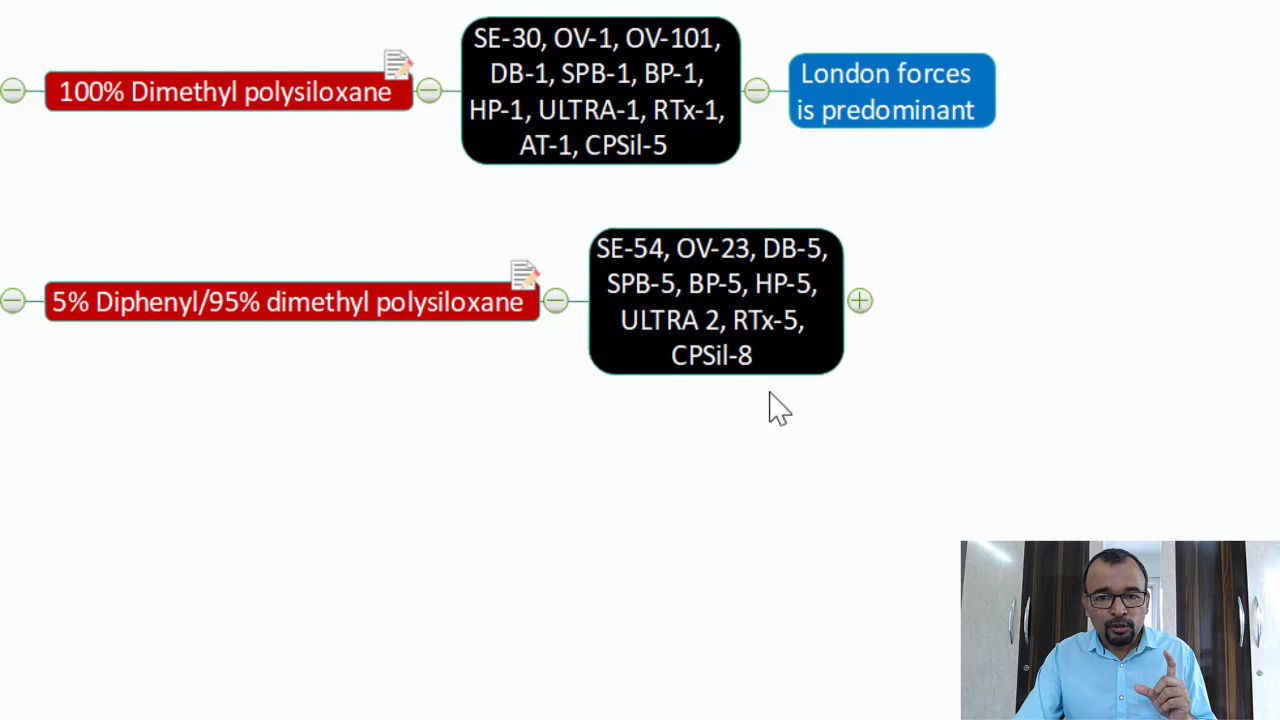 100% Dimethyl polysiloxane
SE-30, OV-1, OV-101,
DB-1, SPB-1, BP-1,
HP-1, ULTRA-1, RTx-1,
AT-1, CPSil-5
London forces
is predominant
5% Diphenyl/95% dimethyl polysiloxane
SE-54, OV-23, DB-5,
SPB-5, BP-5, HP-5,
ULTRA 2, RTx-5,
CPSil-8